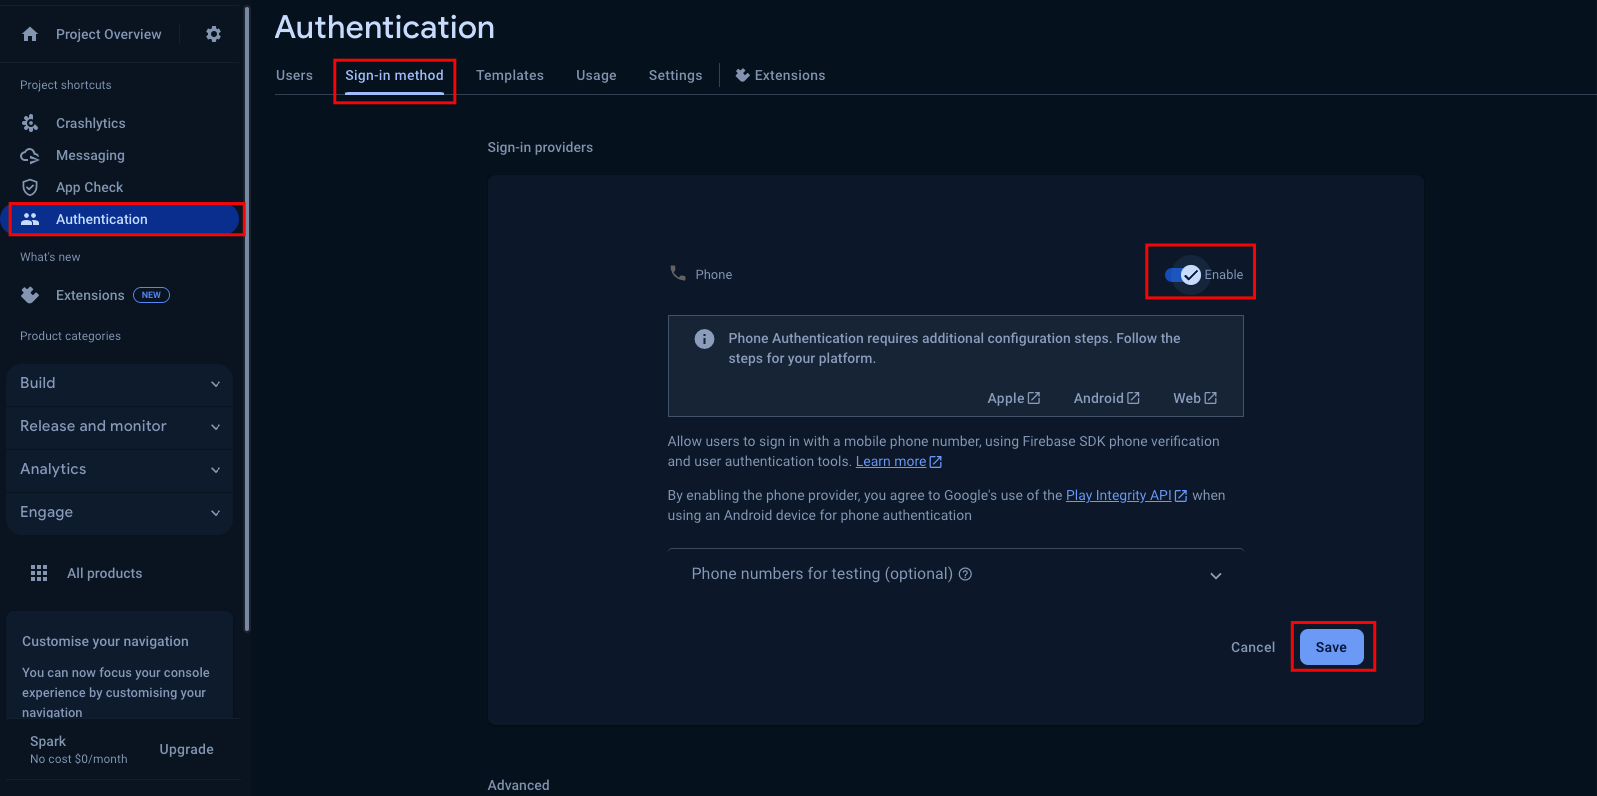 Project Overview
Project shortcuts
Crashlytics
Messaging
App Check
Authentication
What's new
Extensions NEW
Product categories
Build
Release and monitor
Analytics
Engage
All products
Customise your navigation
You can now focus your console
experience by customising your
navigation
Spark
No cost $0/month
Upgrade
Authentication
Users Sign-in method Templates Usage Settings Extensions
Sign-in providers
Phone Enable
Phone Authentication requires additional configuration steps. Follow the
steps for your platform.
Apple Android Web
Allow users to sign in with a mobile phone number, using Firebase SDK phone verification
and user authentication tools. Learn more
By enabling the phone provider, you agree to Google's use of the Play Integrity API when
using an Android device for phone authentication
Phone numbers for testing (optional)
Cancel Save
Advanced